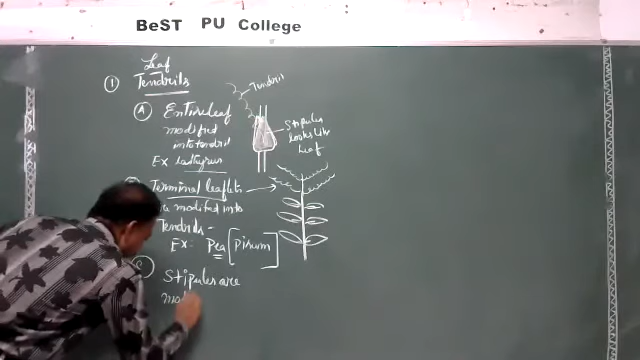 BeST PU College
Leaf
① Tendrils
Tendril
Ⓐ Entire leaf
modified
into tendril
Ex Lathyrus
Stipules
looks like
Leaf
Terminal leaflets
modified into
Tendrils -
Ex: Pea [Pisum]
Stipules are